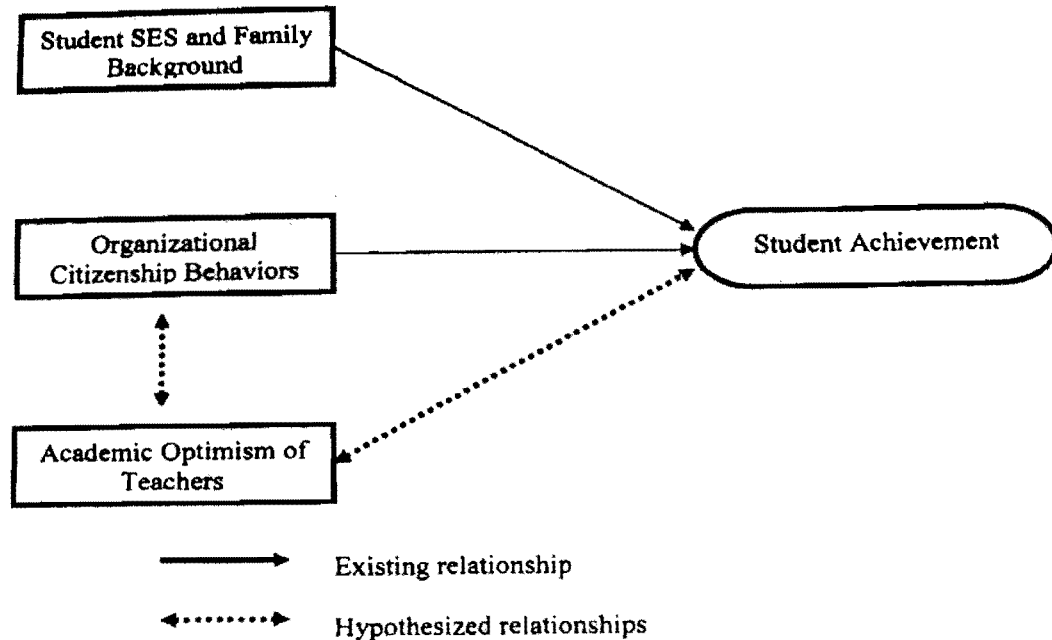 Student SES and Family
Background
Organizational
Citizenship Behaviors
Student Achievement
Academic Optimism of
Teachers
Existing relationship
Hypothesized relationships